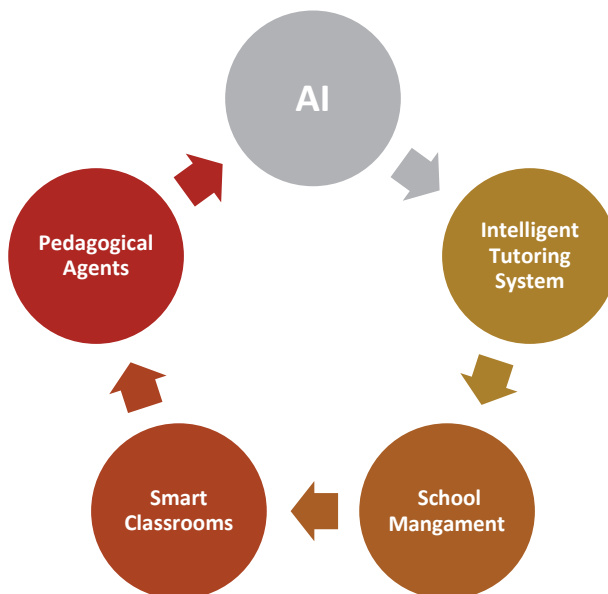 AI
Intelligent
Tutoring
System
School
Mangament
Smart
Classrooms
Pedagogical
Agents